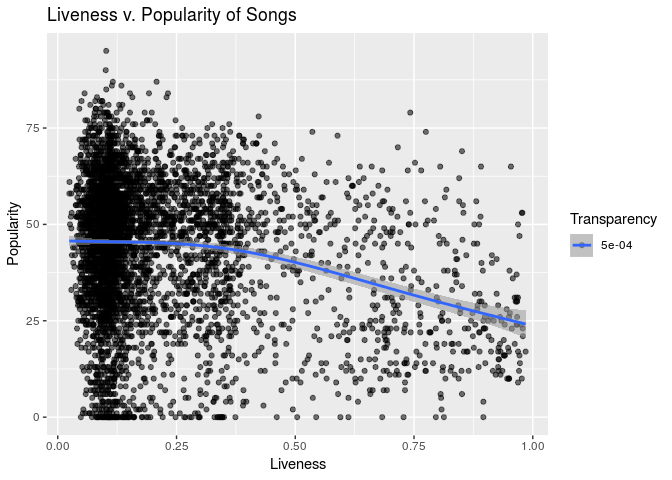 Liveness v. Popularity of Songs
Popularity
75
50
25
0
0.00 0.25 0.50 0.75 1.00
Liveness
Transparency
5e-04